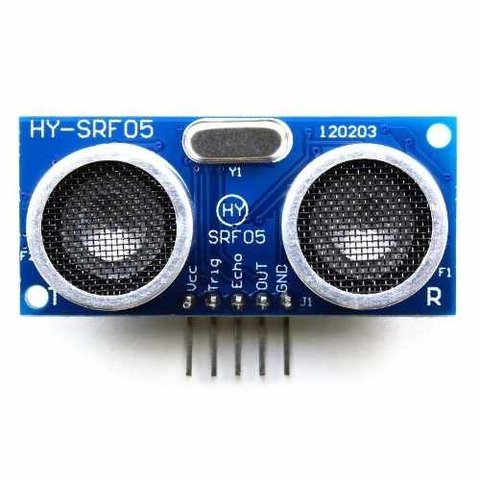 HY-SRF05
120203
Y1
HY
SRF05
Vcc
Trig
Echo
OUT
GND
J1
F1
T
R